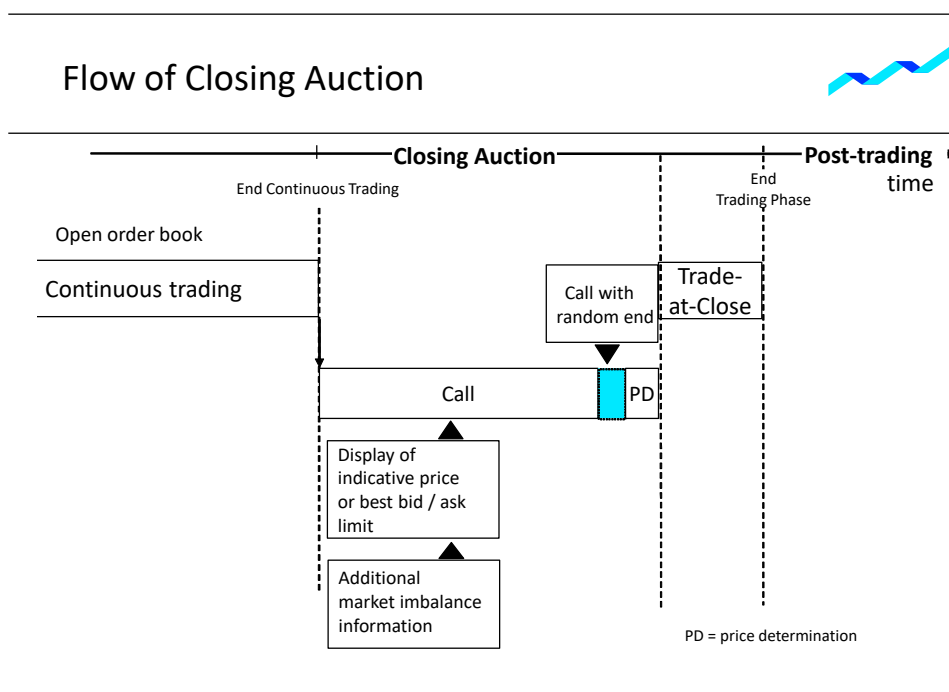 Flow of Closing Auction
Closing Auction
Post-trading
time
End Continuous Trading
End
Trading Phase
Open order book
Continuous trading
Call with
random end
Trade-
at-Close
Call
PD
Display of
indicative price
or best bid / ask
limit
Additional
market imbalance
information
PD = price determination